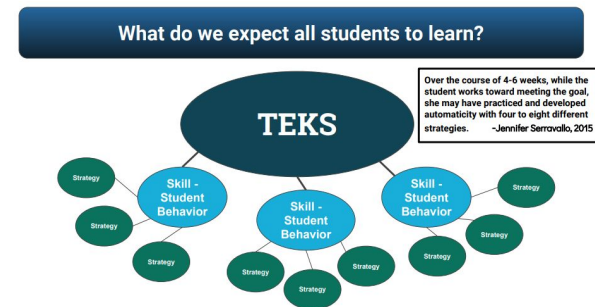 What do we expect all students to learn?
Over the course of 4-6 weeks, while the
student works toward meeting the goal,
she may have practiced and developed
automaticity with four to eight different
strategies. -Jennifer Serravallo, 2015
TEKS
Skill -
Student
Behavior
Strategy
Strategy
Strategy
Skill -
Student
Behavior
Strategy
Strategy
Strategy
Skill -
Student
Behavior
Strategy
Strategy
Strategy